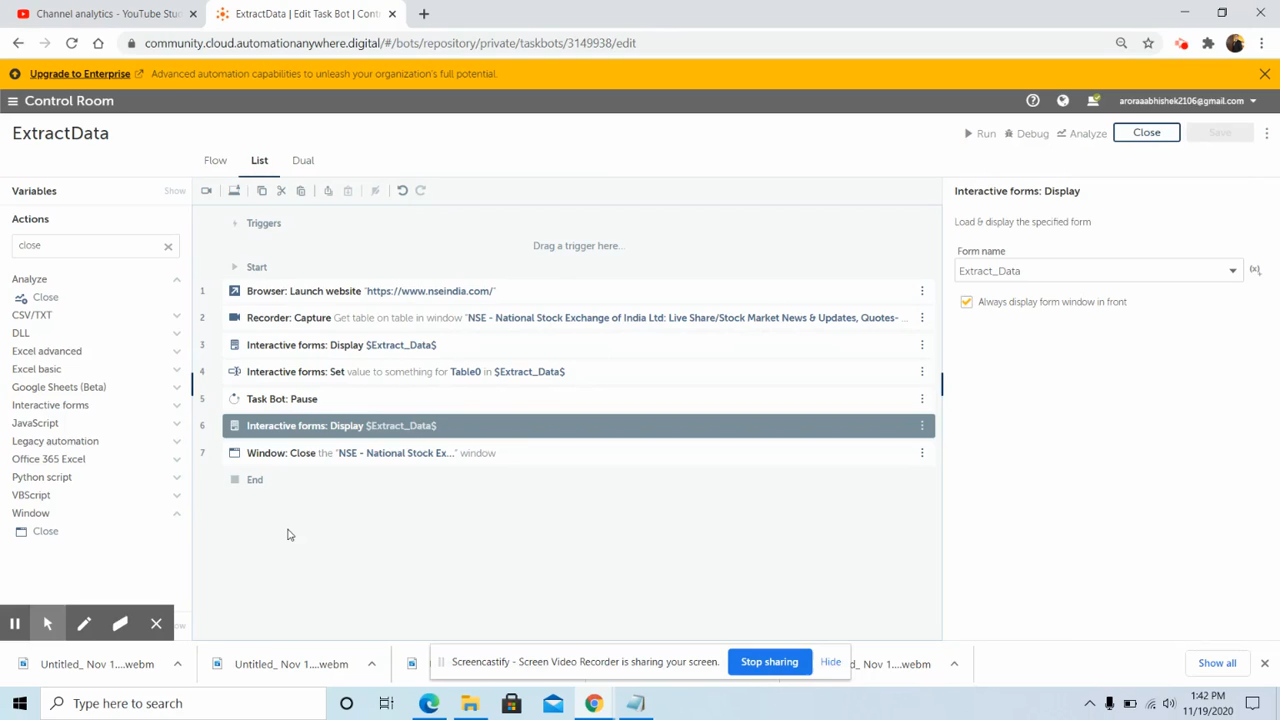 Channel analytics - YouTube Stu
ExtractData | Edit Task Bot | Cont
community.cloud.automationanywhere.digital/#/bots/repository/private/taskbots/3149938/edit
Upgrade to Enterprise Advanced automation capabilities to unleash your organization's full potential.
Control Room
aroraaabhishek2106@gmail.com
ExtractData
Run Debug Analyze Close Save
Flow List Dual
Variables Show
Actions
close
Analyze
Close
CSV/TXT
DLL
Excel advanced
Excel basic
Google Sheets (Beta)
Interactive forms
JavaScript
Legacy automation
Office 365 Excel
Python script
VBScript
Window
Close
Triggers
Drag a trigger here...
Start
1 Browser: Launch website "https://www.nseindia.com/"
2 Recorder: Capture Get table on table in window "NSE - National Stock Exchange of India Ltd: Live Share/Stock Market News & Updates, Quotes- ...
3 Interactive forms: Display $Extract_Data$
4 Interactive forms: Set value to something for Table0 in $Extract_Data$
5 Task Bot: Pause
6 Interactive forms: Display $Extract_Data$
7 Window: Close the "NSE - National Stock Ex..." window
End
Interactive forms: Display
Load & display the specified form
Form name
Extract_Data
(x)
Always display form window in front
Untitled_ Nov 1....webm
Untitled_ Nov 1....webm
Nov 1....webm
Show all
Screencastify - Screen Video Recorder is sharing your screen. Stop sharing Hide
Type here to search
1:42 PM
11/19/2020